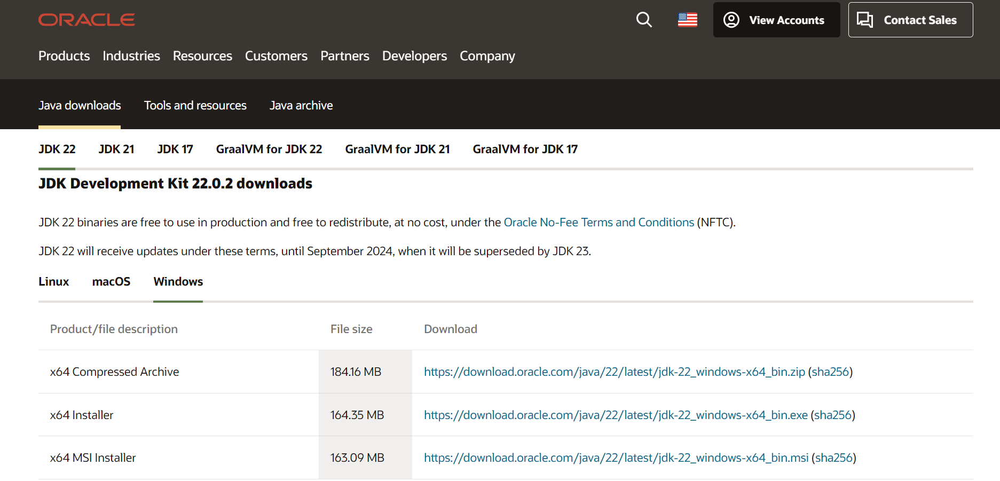 ORACLE
View Accounts
Contact Sales
Products Industries Resources Customers Partners Developers Company
Java downloads Tools and resources Java archive
JDK 22 JDK 21 JDK 17 GraalVM for JDK 22 GraalVM for JDK 21 GraalVM for JDK 17
JDK Development Kit 22.0.2 downloads
JDK 22 binaries are free to use in production and free to redistribute, at no cost, under the Oracle No-Fee Terms and Conditions (NFTC).
JDK 22 will receive updates under these terms, until September 2024, when it will be superseded by JDK 23.
Linux macOS Windows
Product/file description File size Download
x64 Compressed Archive 184.16 MB https://download.oracle.com/java/22/latest/jdk-22_windows-x64_bin.zip (sha256)
x64 Installer 164.35 MB https://download.oracle.com/java/22/latest/jdk-22_windows-x64_bin.exe (sha256)
x64 MSI Installer 163.09 MB https://download.oracle.com/java/22/latest/jdk-22_windows-x64_bin.msi (sha256)